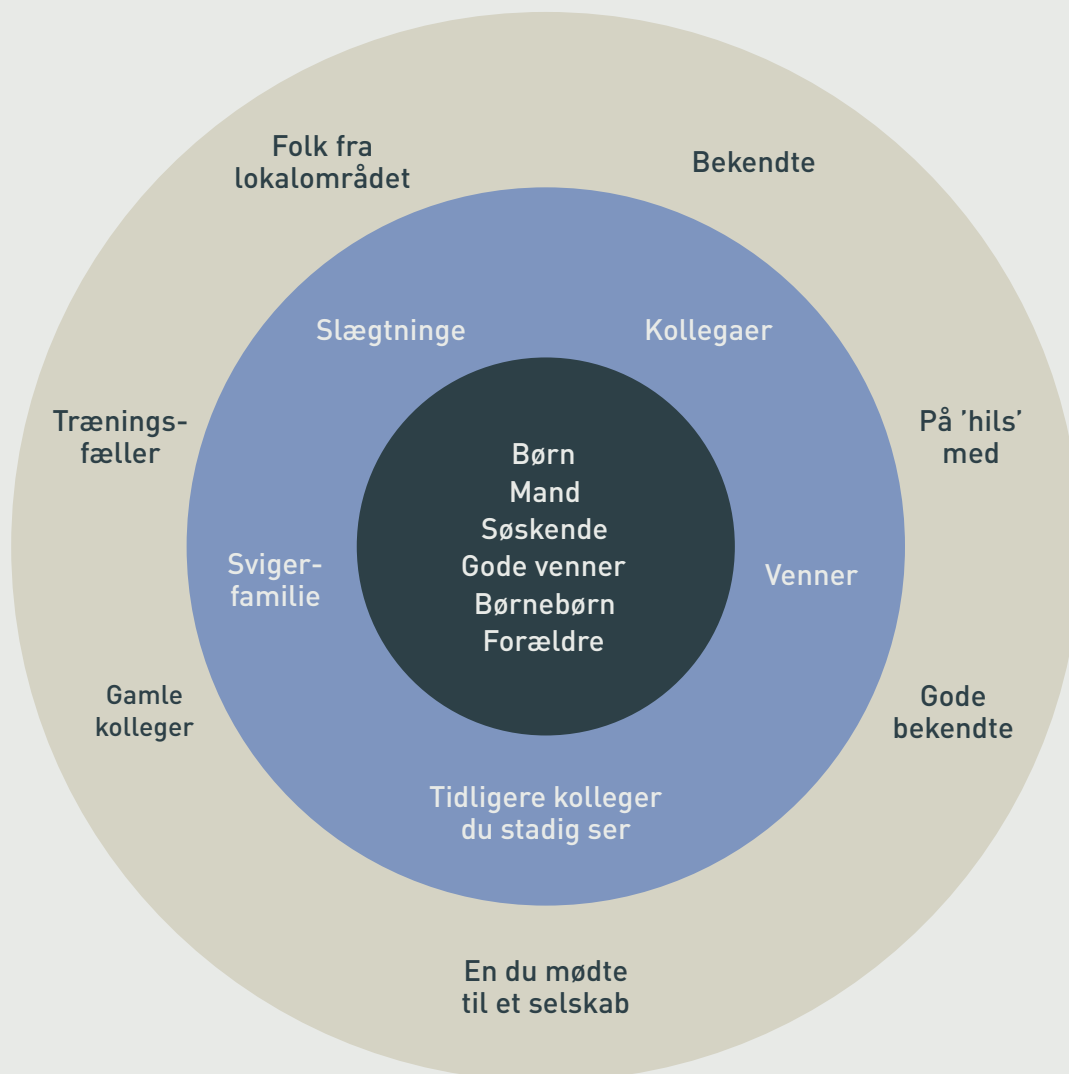 Folk fra
lokalområdet
Bekendte
Slægtninge
Kollegaer
Trænings-
fæller
På ’hils’
med
Børn
Mand
Søskende
Gode venner
Børnebørn
Forældre
Sviger-
familie
Venner
Gamle
kolleger
Gode
bekendte
Tidligere kolleger
du stadig ser
En du mødte
til et selskab